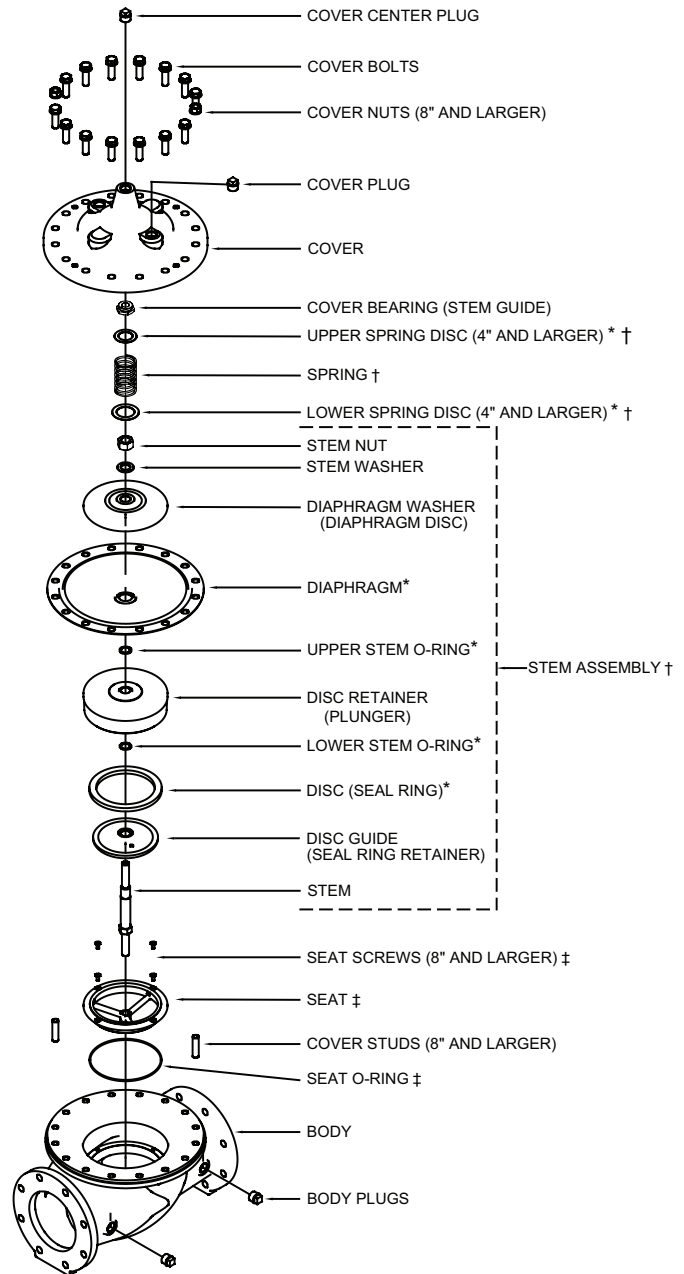 COVER CENTER PLUG
COVER BOLTS
COVER NUTS (8" AND LARGER)
COVER PLUG
COVER
COVER BEARING (STEM GUIDE)
UPPER SPRING DISC (4" AND LARGER) * †
SPRING †
LOWER SPRING DISC (4" AND LARGER) * †
STEM NUT
STEM WASHER
DIAPHRAGM WASHER
(DIAPHRAGM DISC)
DIAPHRAGM*
UPPER STEM O-RING*
STEM ASSEMBLY †
DISC RETAINER
(PLUNGER)
LOWER STEM O-RING*
DISC (SEAL RING)*
DISC GUIDE
(SEAL RING RETAINER)
STEM
SEAT SCREWS (8" AND LARGER) ‡
SEAT ‡
COVER STUDS (8" AND LARGER)
SEAT O-RING ‡
BODY
BODY PLUGS